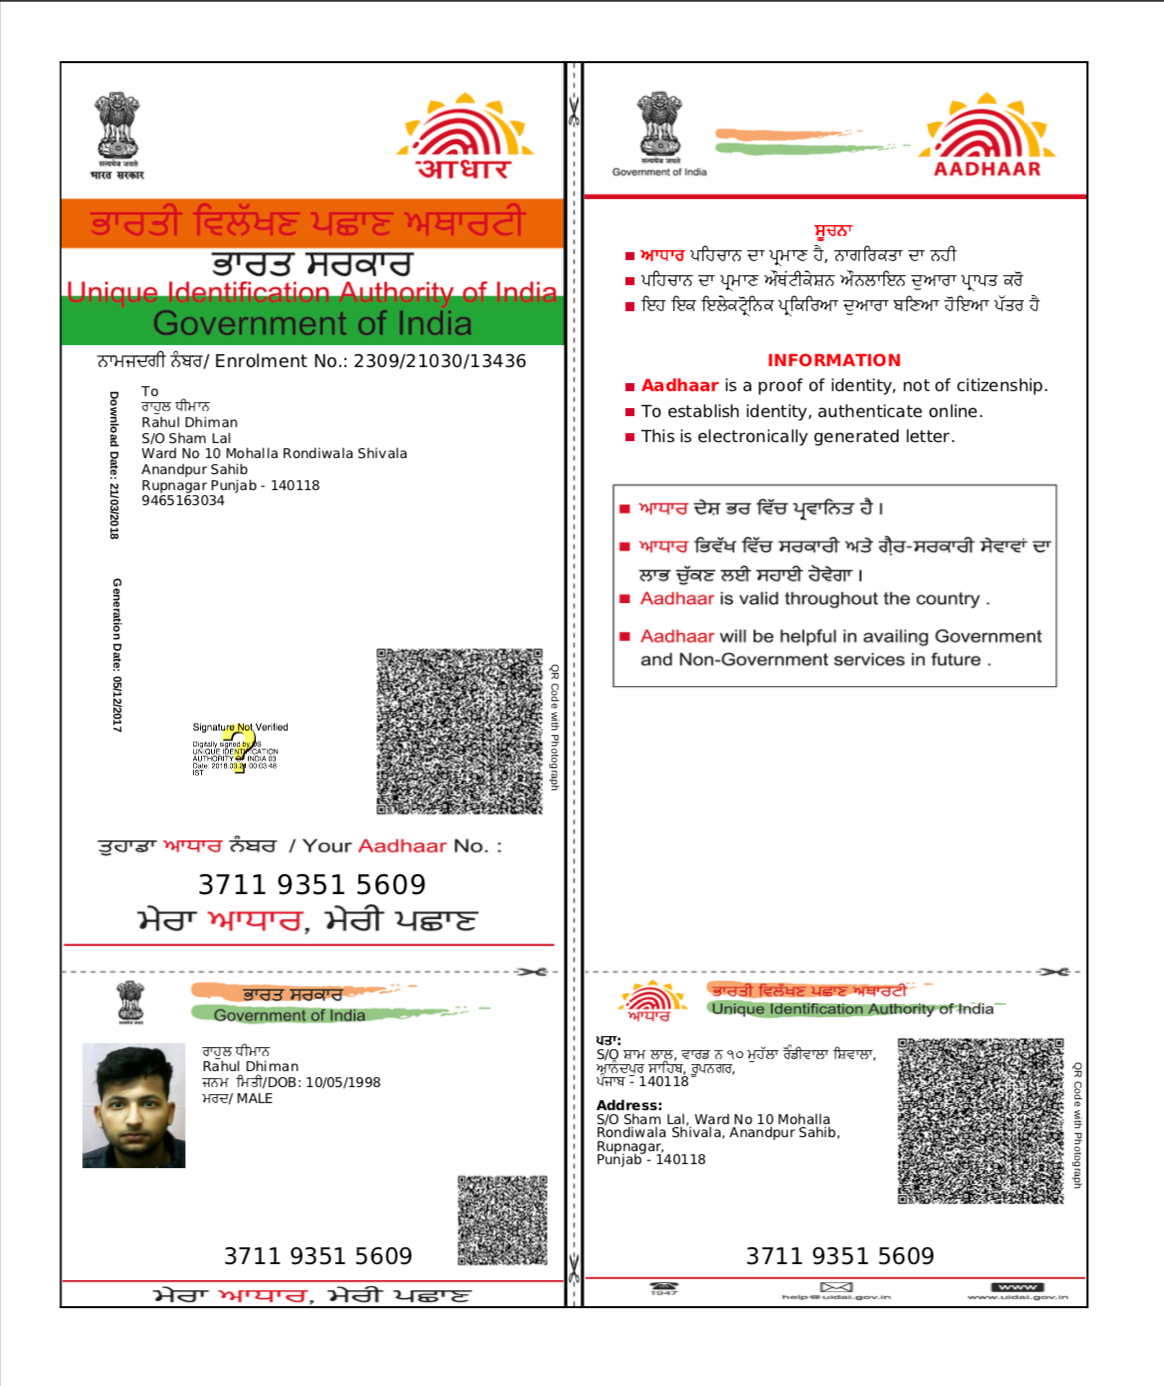 सत्यमेव जयते
भारत सरकार
आधार
ਭਾਰਤੀ ਵਿਲੱਖਣ ਪਛਾਣ ਅਥਾਰਟੀ
ਭਾਰਤ ਸਰਕਾਰ
Unique Identification Authority of India
Government of India
ਨਾਮਜਦਗੀ ਨੰਬਰ/ Enrolment No.: 2309/21030/13436
Download Date: 21/03/2018
To
ਰਾਹੁਲ ਧੀਮਾਨ
Rahul Dhiman
S/O Sham Lal
Ward No 10 Mohalla Rondiwala Shivala
Anandpur Sahib
Rupnagar Punjab - 140118
9465163034
Generation Date: 05/12/2017
QR Code with Photograph
Signature Not Verified
Digitally signed by DS
UNIQUE IDENTIFICATION
AUTHORITY OF INDIA 03
Date: 2018.03.21 00:03:48
IST
ਤੁਹਾਡਾ ਆਧਾਰ ਨੰਬਰ / Your Aadhaar No. :
3711 9351 5609
ਮੇਰਾ ਆਧਾਰ, ਮੇਰੀ ਪਛਾਣ
सत्यमेव जयते
Government of India
AADHAAR
ਸੂਚਨਾ
ਆਧਾਰ ਪਹਿਚਾਨ ਦਾ ਪ੍ਰਮਾਣ ਹੈ, ਨਾਗਰਿਕਤਾ ਦਾ ਨਹੀ
ਪਹਿਚਾਨ ਦਾ ਪ੍ਰਮਾਣ ਔਥੰਟੀਕੇਸ਼ਨ ਔਨਲਾਇਨ ਦੁਆਰਾ ਪ੍ਰਾਪਤ ਕਰੋ
ਇਹ ਇਕ ਇਲੇਕਟ੍ਰੋਨਿਕ ਪ੍ਰਕਿਰਿਆ ਦੁਆਰਾ ਬਣਿਆ ਹੋਇਆ ਪੱਤਰ ਹੈ
INFORMATION
Aadhaar is a proof of identity, not of citizenship.
To establish identity, authenticate online.
This is electronically generated letter.
ਆਧਾਰ ਦੇਸ਼ ਭਰ ਵਿੱਚ ਪ੍ਰਵਾਨਿਤ ਹੈ।
ਆਧਾਰ ਭਿਵੱਖ ਵਿੱਚ ਸਰਕਾਰੀ ਅਤੇ ਗੈਰ-ਸਰਕਾਰੀ ਸੇਵਾਵਾਂ ਦਾ
ਲਾਭ ਚੁੱਕਣ ਲਈ ਸਹਾਈ ਹੋਵੇਗਾ।
Aadhaar is valid throughout the country .
Aadhaar will be helpful in availing Government
and Non-Government services in future .
सत्यमेव जयते
ਭਾਰਤ ਸਰਕਾਰ
Government of India
ਰਾਹੁਲ ਧੀਮਾਨ
Rahul Dhiman
ਜਨਮ ਮਿਤੀ/DOB: 10/05/1998
ਮਰਦ/ MALE
3711 9351 5609
ਮੇਰਾ ਆਧਾਰ, ਮੇਰੀ ਪਛਾਣ
ਆਧਾਰ
ਭਾਰਤੀ ਵਿਲੱਖਣ ਪਛਾਣ ਅਥਾਰਟੀ
Unique Identification Authority of India
ਪਤਾ:
S/O ਸ਼ਾਮ ਲਾਲ, ਵਾਰਡ ਨ ੧੦ ਮੁਹੱਲਾ ਰੌਂਡੀਵਾਲਾ ਸ਼ਿਵਾਲਾ,
ਆਨੰਦਪੁਰ ਸਾਹਿਬ, ਰੂਪਨਗਰ,
ਪੰਜਾਬ - 140118
Address:
S/O Sham Lal, Ward No 10 Mohalla
Rondiwala Shivala, Anandpur Sahib,
Rupnagar,
Punjab - 140118
QR Code with Photograph
3711 9351 5609
1947
help@uidai.gov.in
www
www.uidai.gov.in